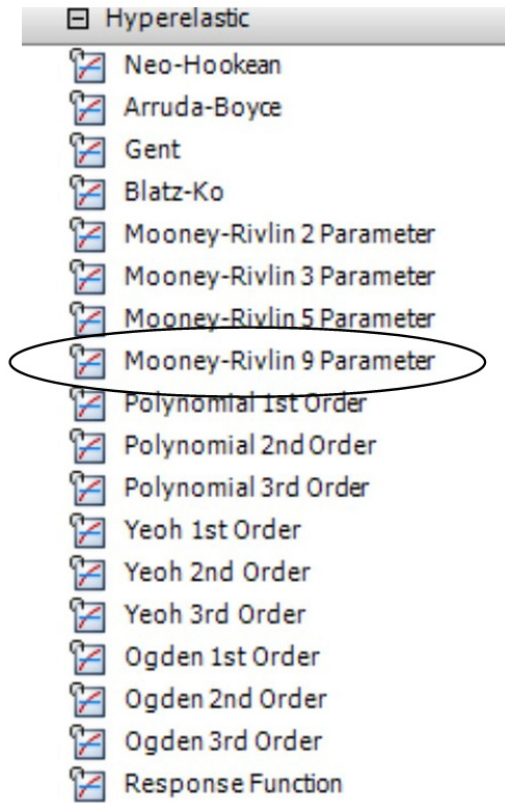 Hyperelastic
Neo-Hookean
Arruda-Boyce
Gent
Blatz-Ko
Mooney-Rivlin 2 Parameter
Mooney-Rivlin 3 Parameter
Mooney-Rivlin 5 Parameter
Mooney-Rivlin 9 Parameter
Polynomial 1st Order
Polynomial 2nd Order
Polynomial 3rd Order
Yeoh 1st Order
Yeoh 2nd Order
Yeoh 3rd Order
Ogden 1st Order
Ogden 2nd Order
Ogden 3rd Order
Response Function